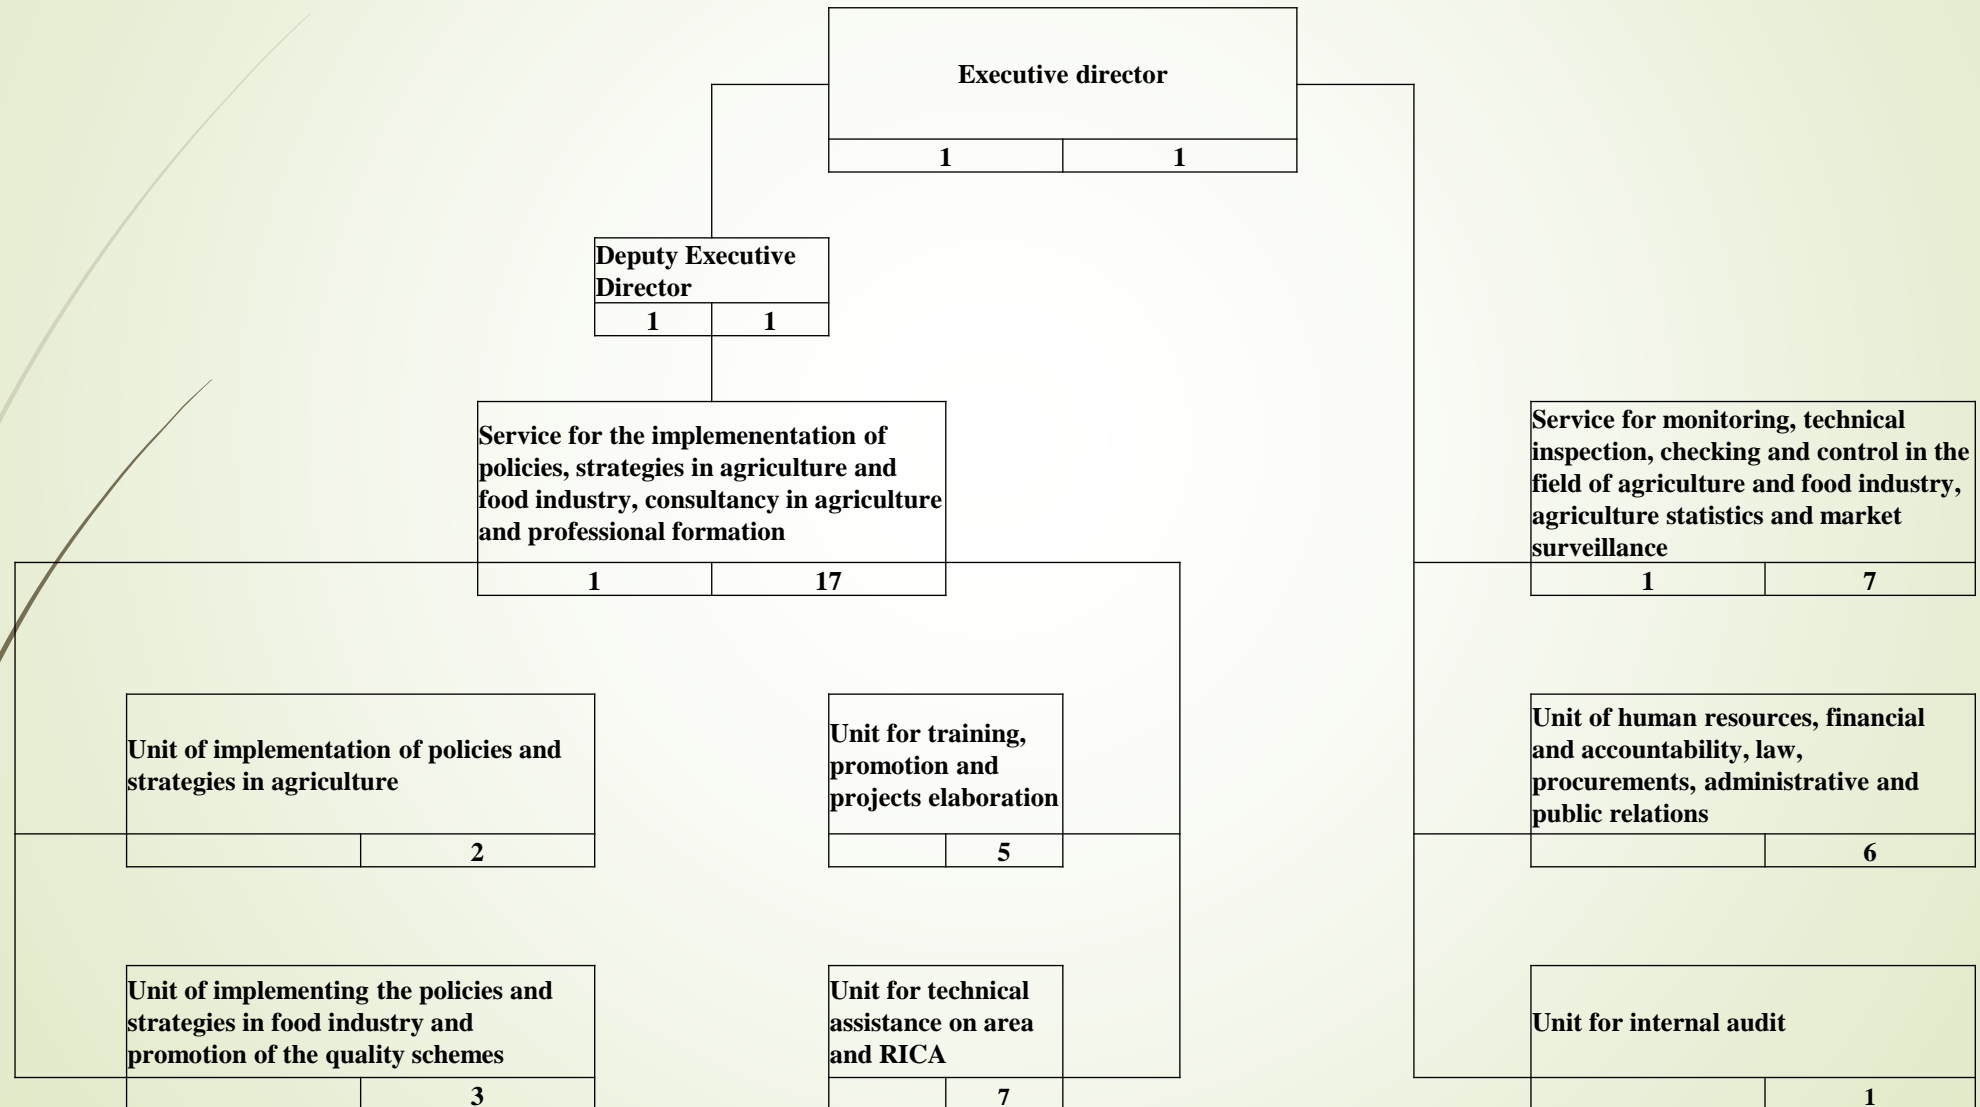 Executive director
1 1
Deputy Executive
Director
1 1
Service for the implemenentation of
policies, strategies in agriculture and
food industry, consultancy in agriculture
and professional formation
1 17
Service for monitoring, technical
inspection, checking and control in the
field of agriculture and food industry,
agriculture statistics and market
surveillance
1 7
Unit of implementation of policies and
strategies in agriculture
2
Unit for training,
promotion and
projects elaboration
5
Unit of human resources, financial
and accountability, law,
procurements, administrative and
public relations
6
Unit of implementing the policies and
strategies in food industry and
promotion of the quality schemes
3
Unit for technical
assistance on area
and RICA
7
Unit for internal audit
1